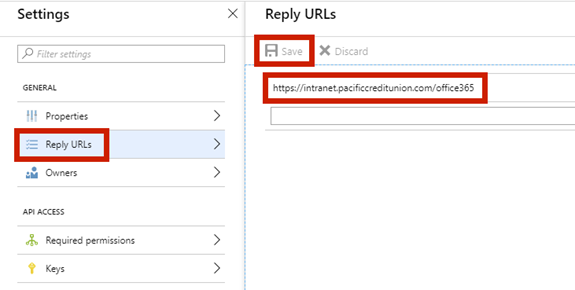 Settings
Filter settings
GENERAL
Properties
Reply URLs
Owners
API ACCESS
Required permissions
Keys
Reply URLs
Save
Discard
https://intranet.pacificcreditunion.com/office365